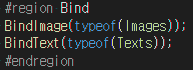 #region Bind
BindImage(typeof(Images));
BindText(typeof(Texts));
#endregion